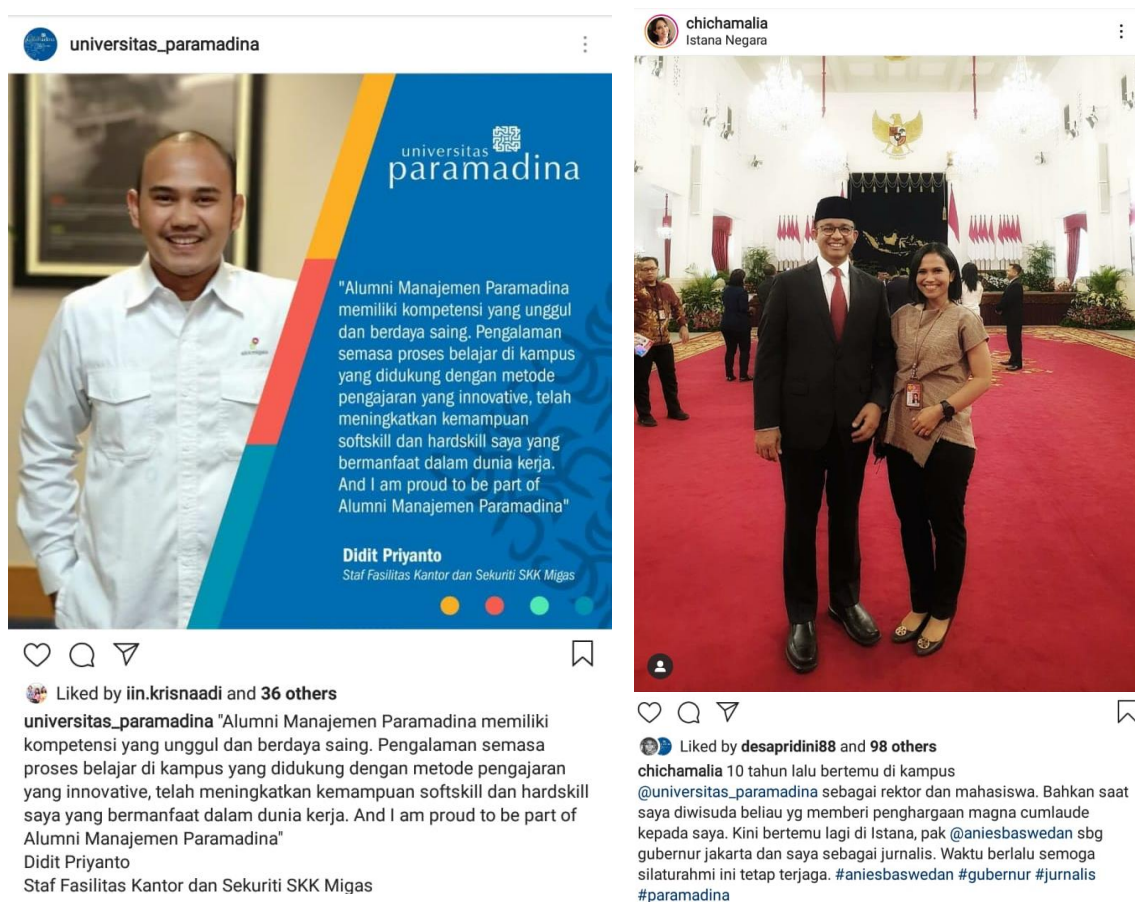 universitas_paramadina
universitas
paramadina
"Alumni Manajemen Paramadina
memiliki kompetensi yang unggul
dan berdaya saing. Pengalaman
semasa proses belajar di kampus
yang didukung dengan metode
pengajaran yang innovative, telah
meningkatkan kemampuan
softskill dan hardskill saya yang
bermanfaat dalam dunia kerja.
And I am proud to be part of
Alumni Manajemen Paramadina"
Didit Priyanto
Staf Fasilitas Kantor dan Sekuriti SKK Migas
Liked by iin.krisnaadi and 36 others
universitas_paramadina "Alumni Manajemen Paramadina memiliki
kompetensi yang unggul dan berdaya saing. Pengalaman semasa
proses belajar di kampus yang didukung dengan metode pengajaran
yang innovative, telah meningkatkan kemampuan softskill dan hardskill
saya yang bermanfaat dalam dunia kerja. And I am proud to be part of
Alumni Manajemen Paramadina"
Didit Priyanto
Staf Fasilitas Kantor dan Sekuriti SKK Migas
chichamalia
Istana Negara
Liked by desapridini88 and 98 others
chichamalia 10 tahun lalu bertemu di kampus
@universitas_paramadina sebagai rektor dan mahasiswa. Bahkan saat
saya diwisuda beliau yg memberi penghargaan magna cumlaude
kepada saya. Kini bertemu lagi di Istana, pak @aniesbaswedan sbg
gubernur jakarta dan saya sebagai jurnalis. Waktu berlalu semoga
silaturahmi ini tetap terjaga. #aniesbaswedan #gubernur #jurnalis
#paramadina